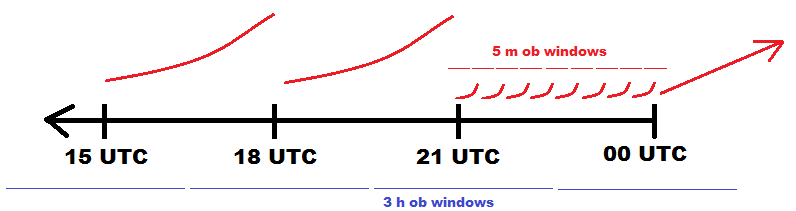 5 m ob windows
15 UTC
18 UTC
21 UTC
00 UTC
3 h ob windows